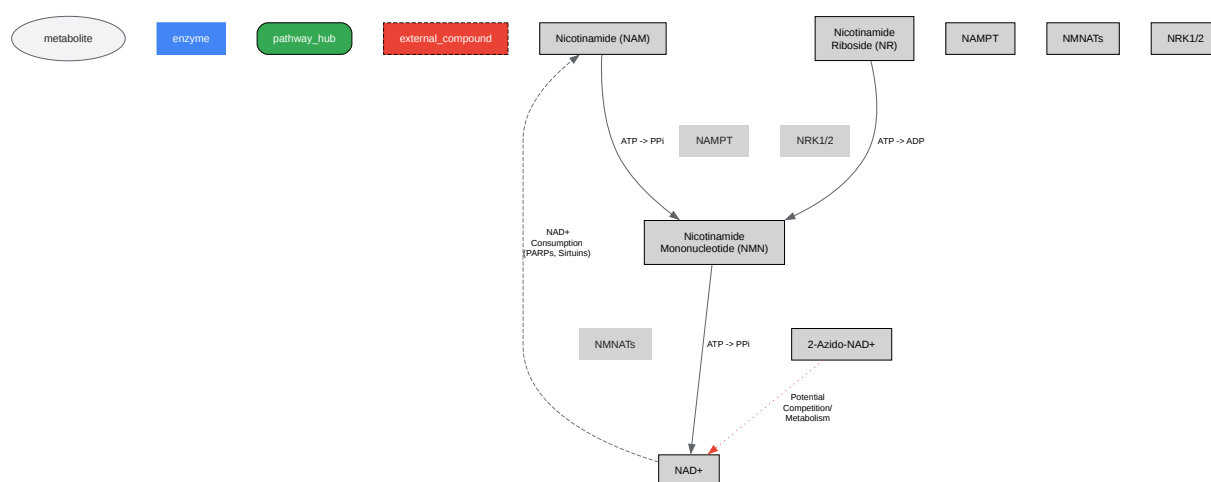 metabolite
enzyme
pathway_hub
external_compound
Nicotinamide (NAM)
Nicotinamide
Riboside (NR)
NAMPT
NMNATs
NRK1/2
ATP -> PPi
NAMPT
NRK1/2
ATP -> ADP
Nicotinamide
Mononucleotide (NMN)
NAD+
Consumption
(PARPs, Sirtuins)
NMNATs
ATP -> PPi
2-Azido-NAD+
Potential
Competition/
Metabolism
NAD+